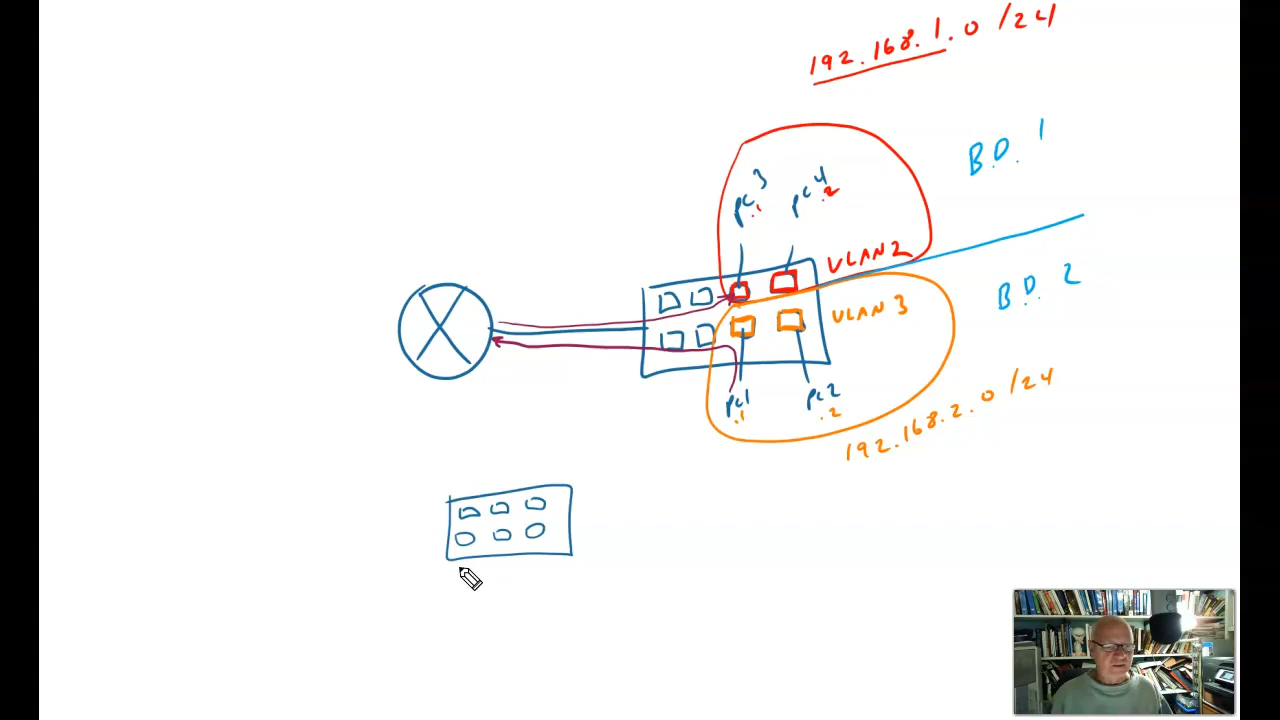 192.168.1.0 /24
B.D. 1
pc3 pc4
.1 .2
VLAN2
B.D. 2
VLAN 3
pc1 pc2
.1 .2
192.168.2.0 /24